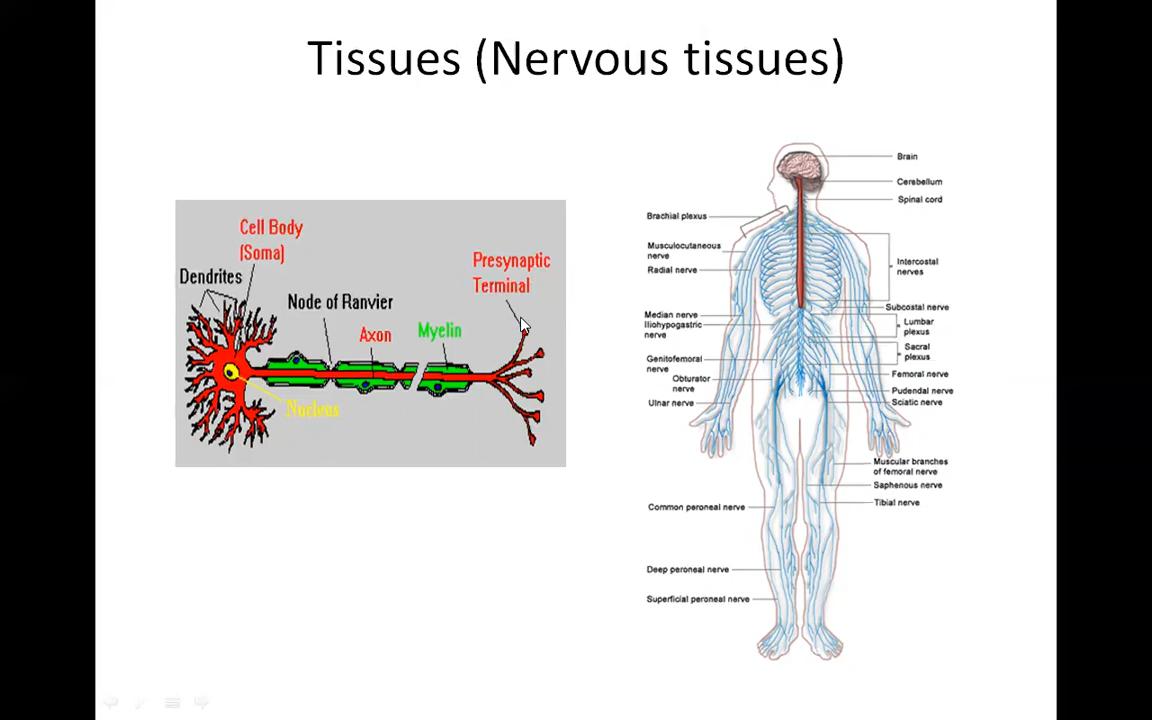 Tissues (Nervous tissues)
Cell Body
(Soma)
Dendrites
Node of Ranvier
Axon
Myelin
Presynaptic
Terminal
Nucleus
Brain
Cerebellum
Spinal cord
Brachial plexus
Musculocutaneous
nerve
Radial nerve
Intercostal
nerves
Subcostal nerve
Median nerve
Iliohypogastric
nerve
Lumbar
plexus
Sacral
plexus
Genitofemoral
nerve
Femoral nerve
Obturator
nerve
Pudendal nerve
Sciatic nerve
Ulnar nerve
Muscular branches
of femoral nerve
Saphenous nerve
Tibial nerve
Common peroneal nerve
Deep peroneal nerve
Superficial peroneal nerve